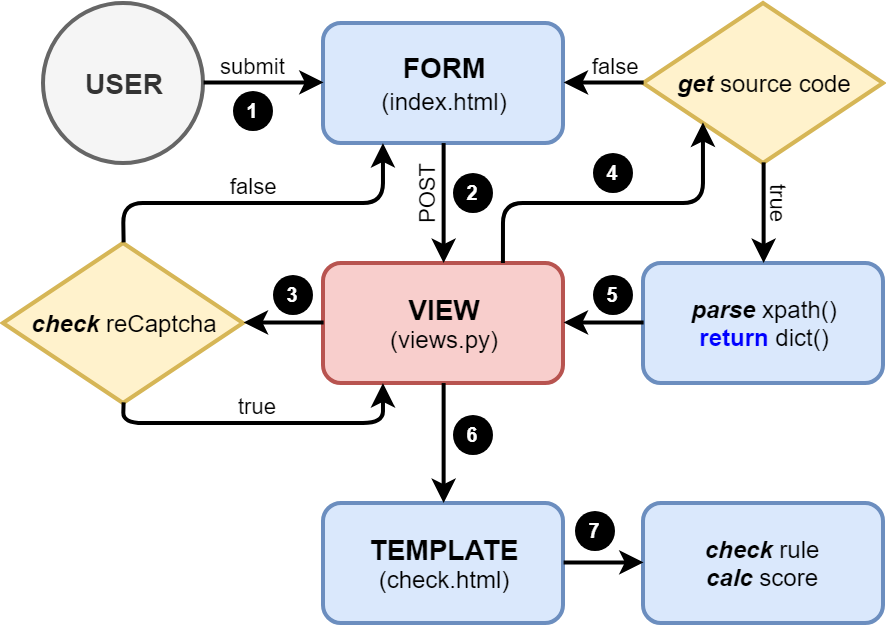 USER
submit
1
FORM
(index.html)
false
get source code
false
POST
2
4
true
check reCaptcha
3
VIEW
(views.py)
5
parse xpath()
return dict()
true
6
TEMPLATE
(check.html)
7
check rule
calc score